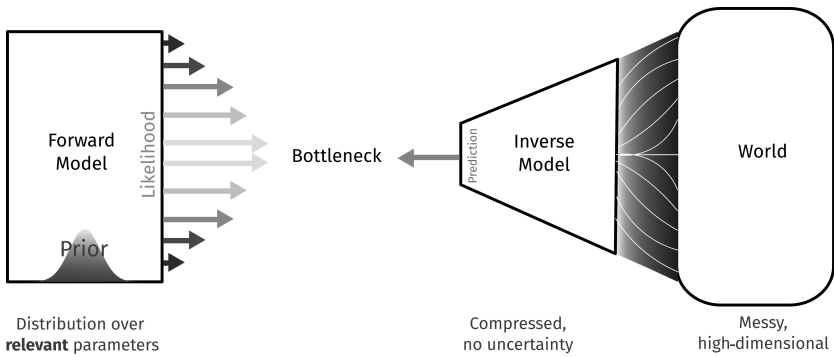 Forward
Model
Likelihood
Prior
Bottleneck
Prediction
Inverse
Model
World
Distribution over
relevant parameters
Compressed,
no uncertainty
Messy,
high-dimensional